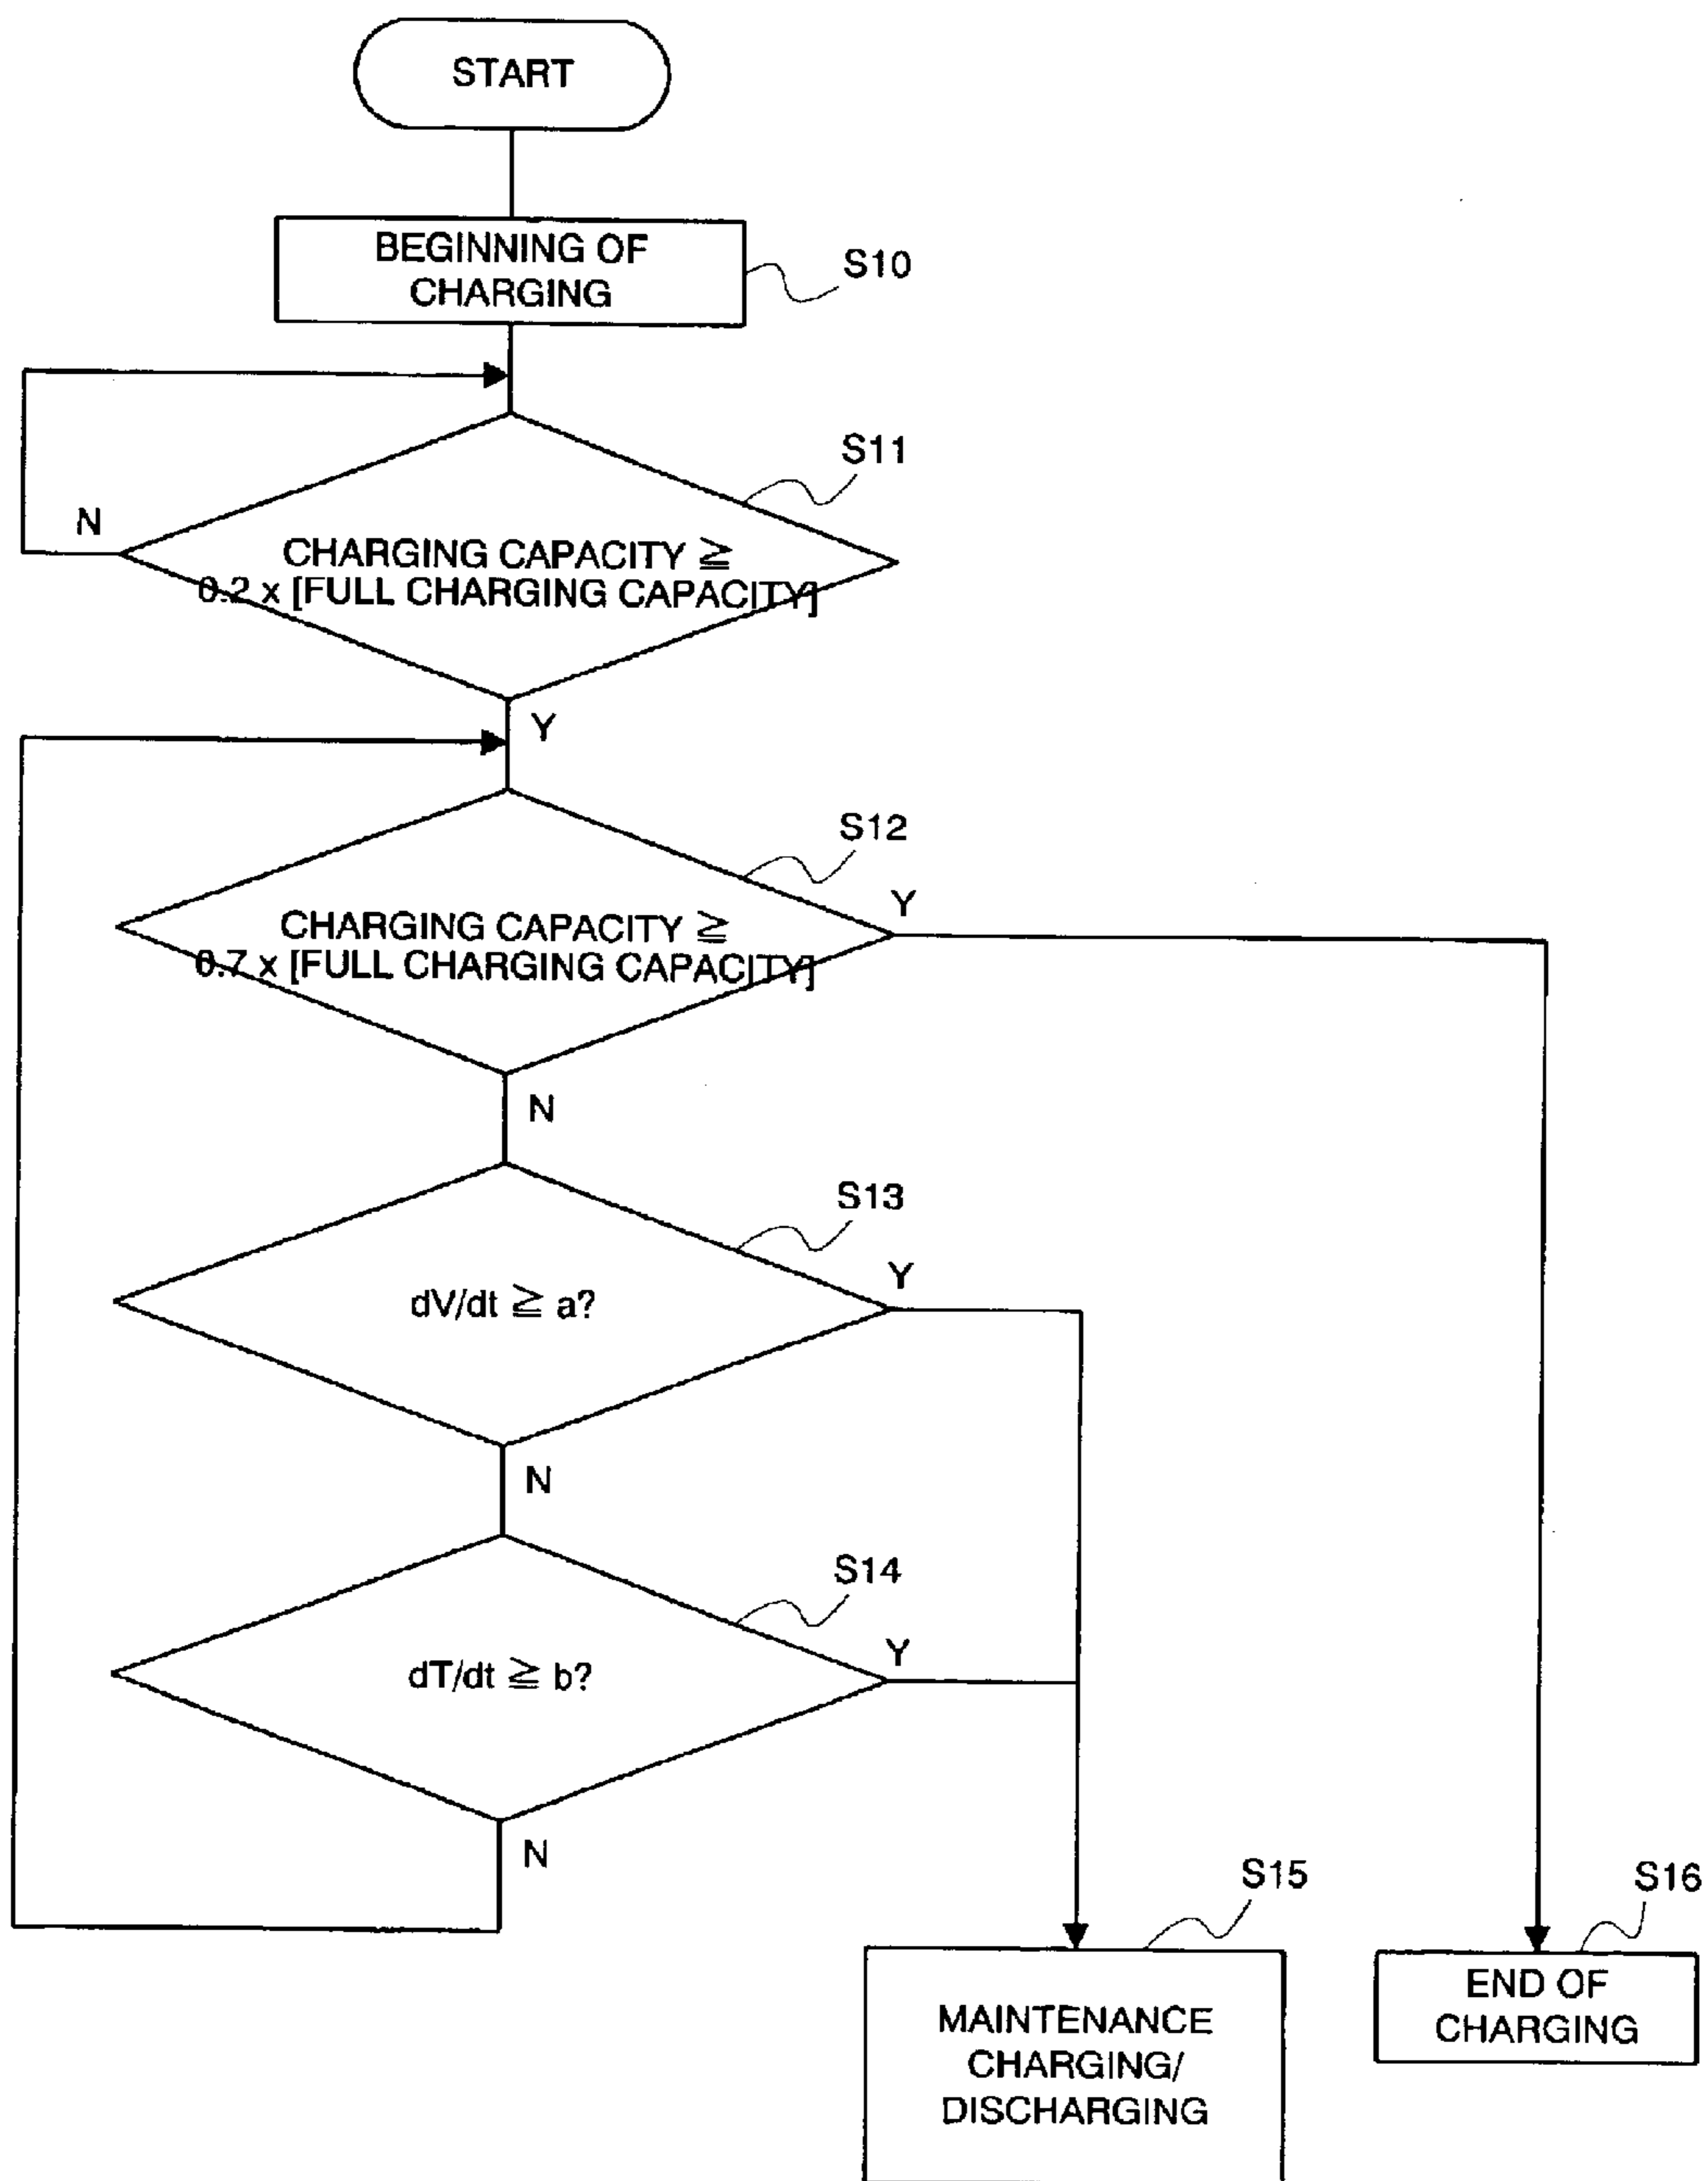 START
BEGINNING OF
CHARGING
S10
S11
N
CHARGING CAPACITY ≧
0.2 x [FULL CHARGING CAPACITY]
Y
S12
Y
CHARGING CAPACITY ≧
0.7 x [FULL CHARGING CAPACITY]
N
S13
Y
dV/dt ≧ a?
N
S14
Y
dT/dt ≧ b?
N
S15
S16
MAINTENANCE
CHARGING/
DISCHARGING
END OF
CHARGING